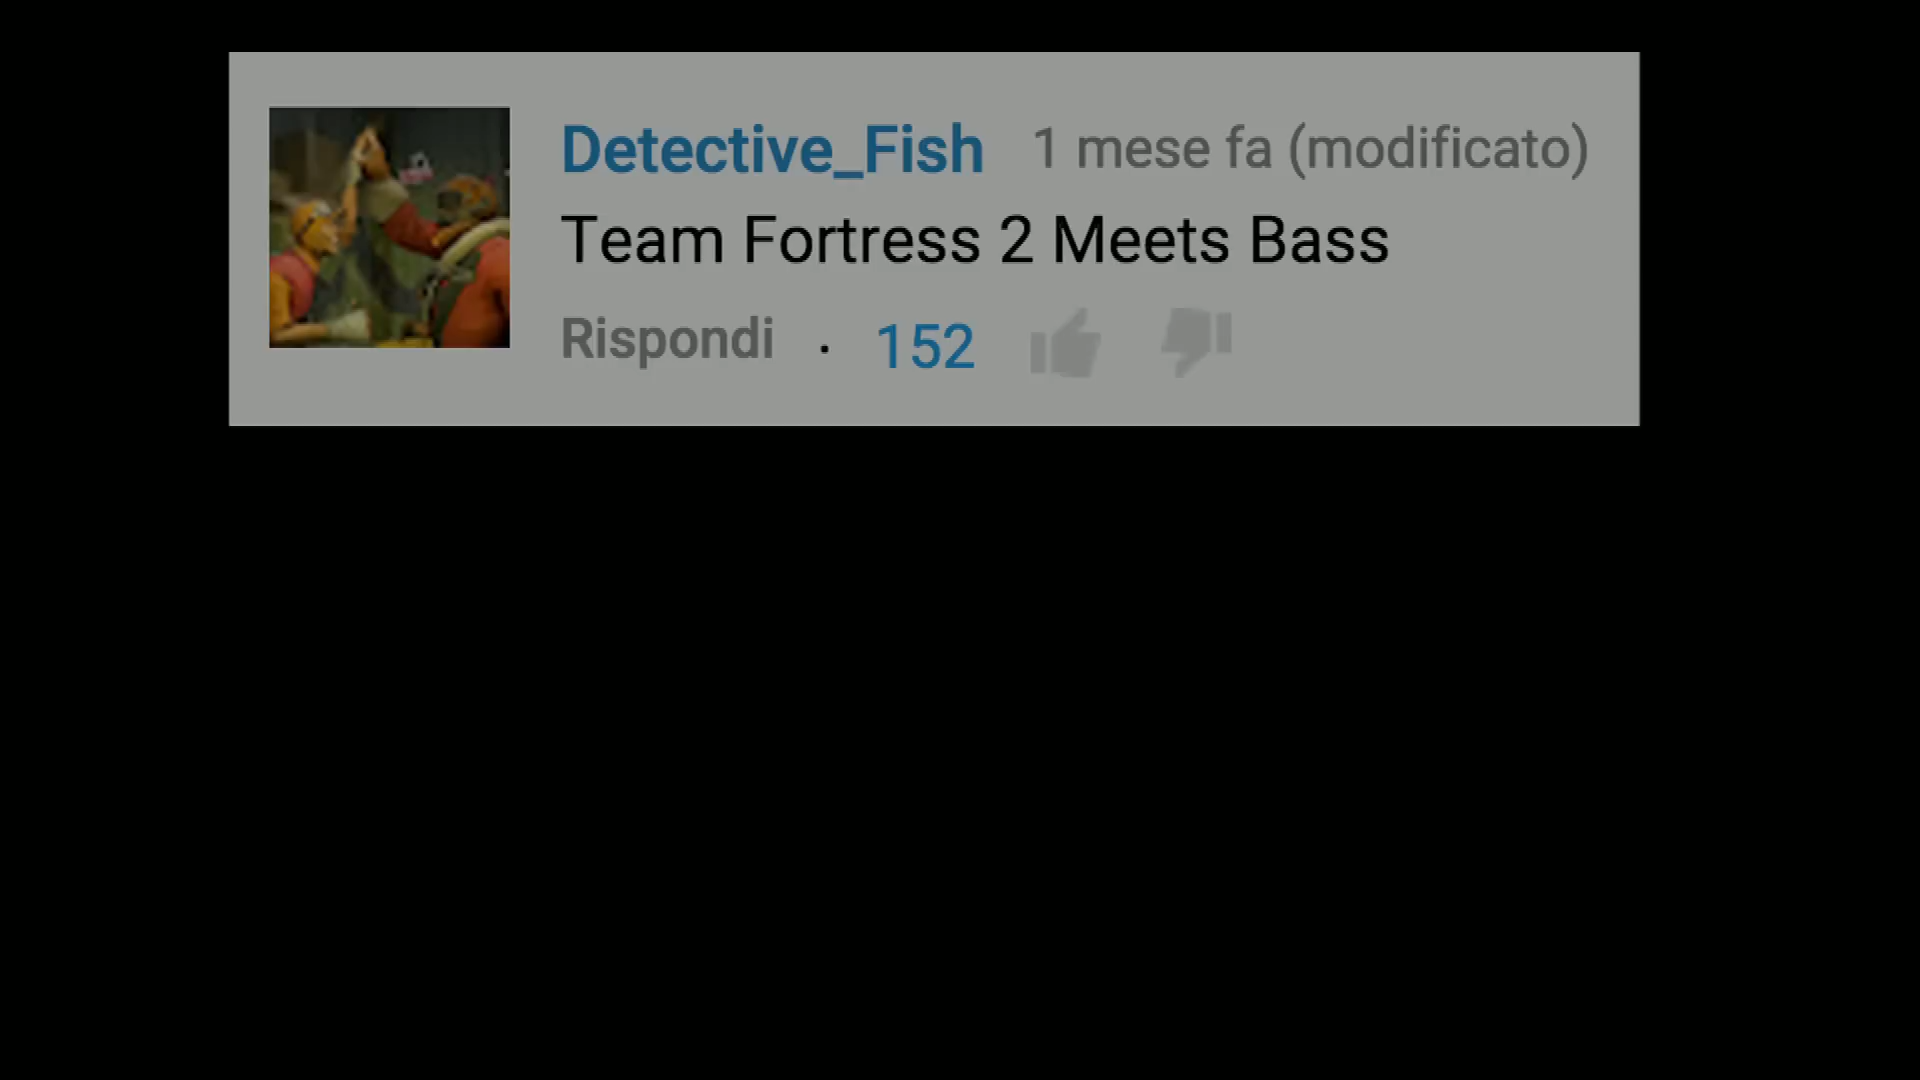 Detective_Fish 1 mese fa (modificato)
Team Fortress 2 Meets Bass
Rispondi · 152